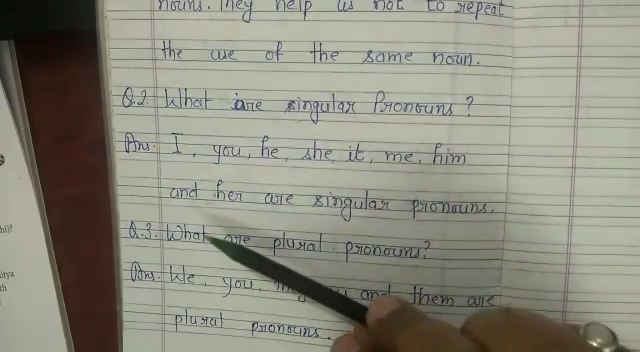 nouns. They help us not to repeat
the use of the same noun.
Q.2. What are singular Pronouns?
Ans. I, you, he, she, it, me, him
and her are singular pronouns.
Q.3. What are plural pronouns?
Ans. We, you, and them are
plural pronouns.